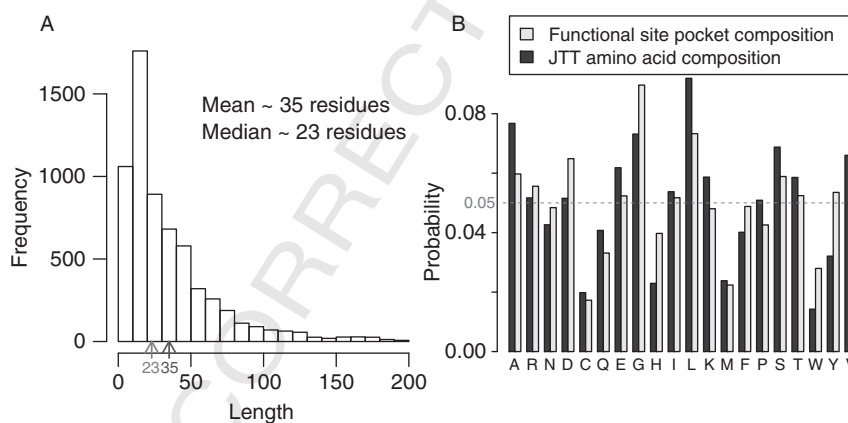 A
Mean ~ 35 residues
Median ~ 23 residues
Frequency
1500
1000
500
0
0 50 100 150 200
23 35
Length
B
Functional site pocket composition
JTT amino acid composition
Probability
0.08
0.05
0.04
0.00
A R N D C Q E G H I L K M F P S T W Y V
CORRECT